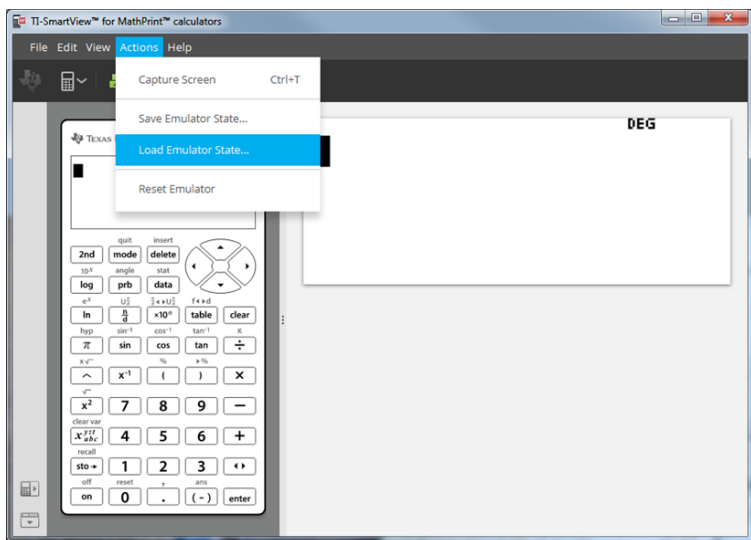 TI-SmartView™ for MathPrint™ calculators
File Edit View Actions Help
Capture Screen Ctrl+T
Save Emulator State...
Load Emulator State...
Reset Emulator
DEG
TEXAS
quit insert
2nd mode delete
10ˣ angle stat
log prb data
eˣ f◂▸d
ln n/d ×10ⁿ table clear
hyp sin⁻¹ cos⁻¹ tan⁻¹ K
π sin cos tan ÷
ˣ√ % ▸%
^ x⁻¹ ( ) ×
√
x² 7 8 9 −
clear var
x yzt abc 4 5 6 +
recall
sto→ 1 2 3 ◂▸
off reset , ans
on 0 . (-) enter